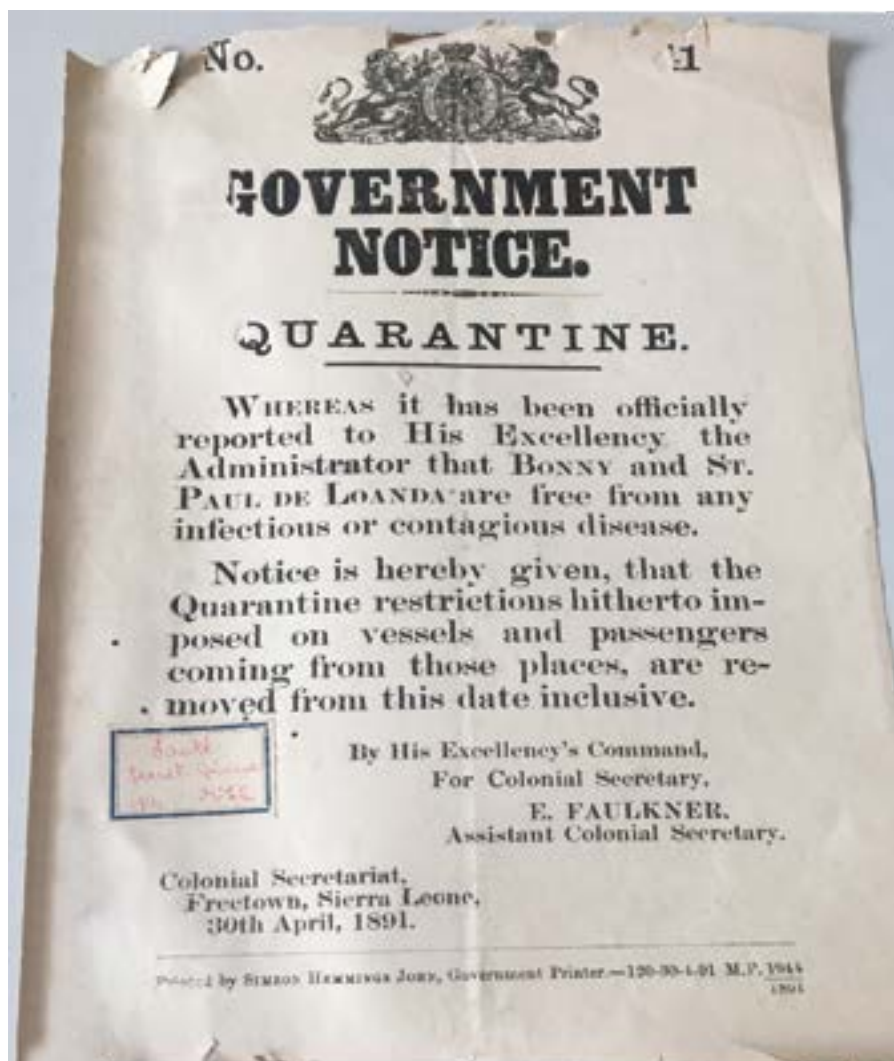 No.
GOVERNMENT
NOTICE.
QUARANTINE.
WHEREAS it has been officially
reported to His Excellency the
Administrator that BONNY and ST.
PAUL DE LOANDA are free from any
infectious or contagious disease.
Notice is hereby given, that the
Quarantine restrictions hitherto im-
posed on vessels and passengers
coming from those places, are re-
moved from this date inclusive.
By His Excellency's Command,
For Colonial Secretary,
E. FAULKNER,
Assistant Colonial Secretary.
Colonial Secretariat,
Freetown, Sierra Leone,
30th April, 1891.
Printed by SIMEON HEMMINGS JOHN, Government Printer.—120-30-4-91 M.P. 1944
1891